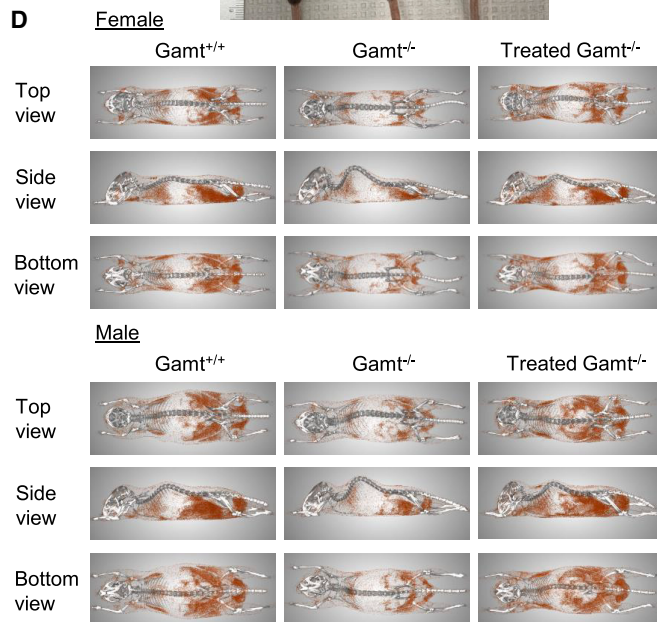 D
Female
Gamt+/+ Gamt-/- Treated Gamt-/-
Top
view
Side
view
Bottom
view
Male
Gamt+/+ Gamt-/- Treated Gamt-/-
Top
view
Side
view
Bottom
view